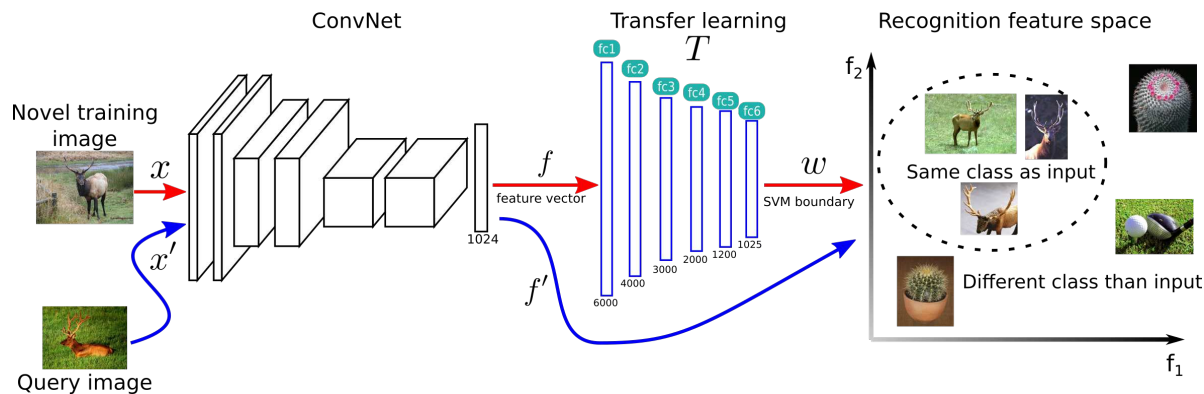 ConvNet
Transfer learning
Recognition feature space
T
fc1
fc2
fc3
fc4
fc5
fc6
Novel training
image
x
x′
Query image
1024
f
feature vector
f′
6000
4000
3000
2000
1200
1025
w
SVM boundary
f2
Same class as input
Different class than input
f1